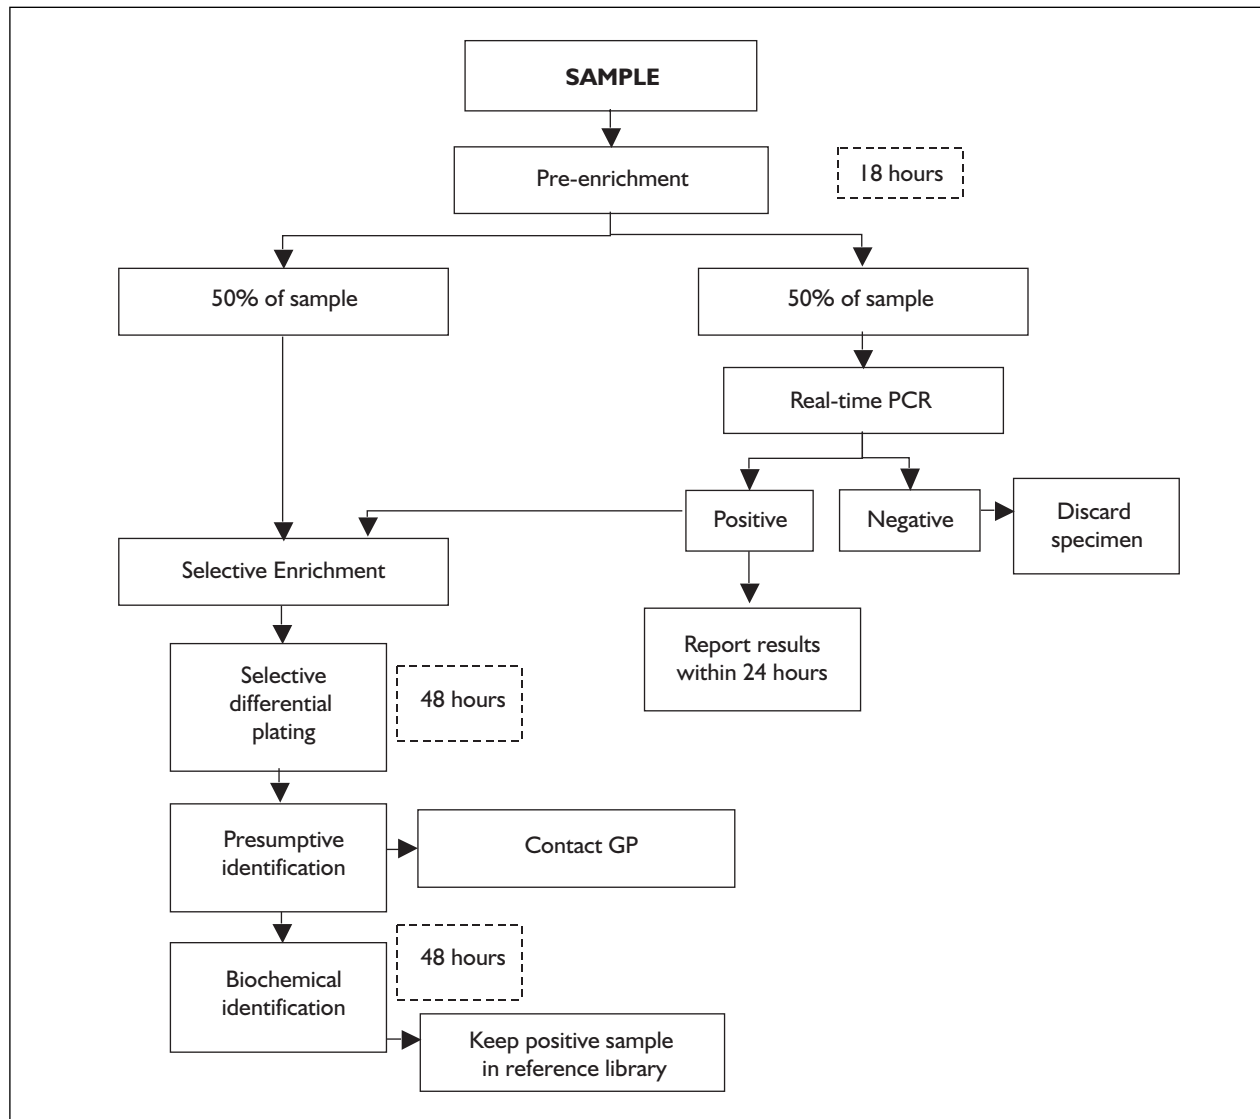 SAMPLE
Pre-enrichment
18 hours
50% of sample
50% of sample
Real-time PCR
Positive
Negative
Discard
specimen
Selective Enrichment
Report results
within 24 hours
Selective
differential
plating
48 hours
Presumptive
identification
Contact GP
Biochemical
identification
48 hours
Keep positive sample
in reference library